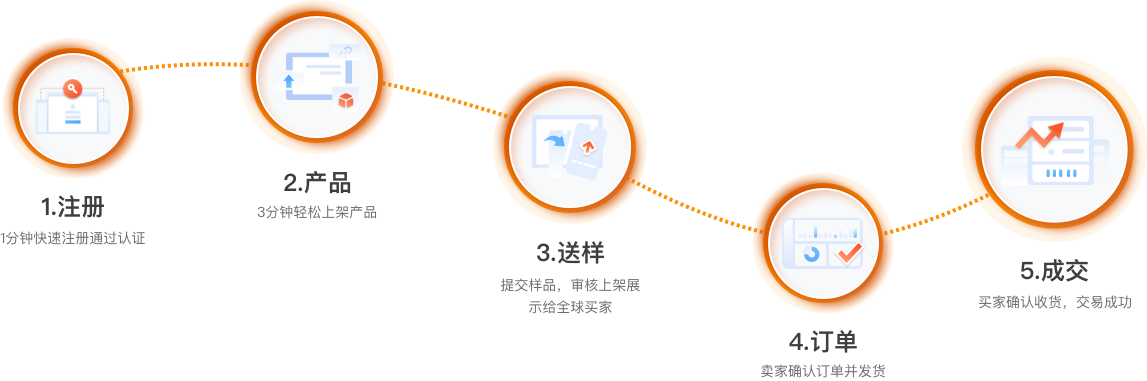 1.注册
1分钟快速注册通过认证
2.产品
3分钟轻松上架产品
3.送样
提交样品，审核上架展
示给全球买家
4.订单
卖家确认订单并发货
5.成交
买家确认收货，交易成功